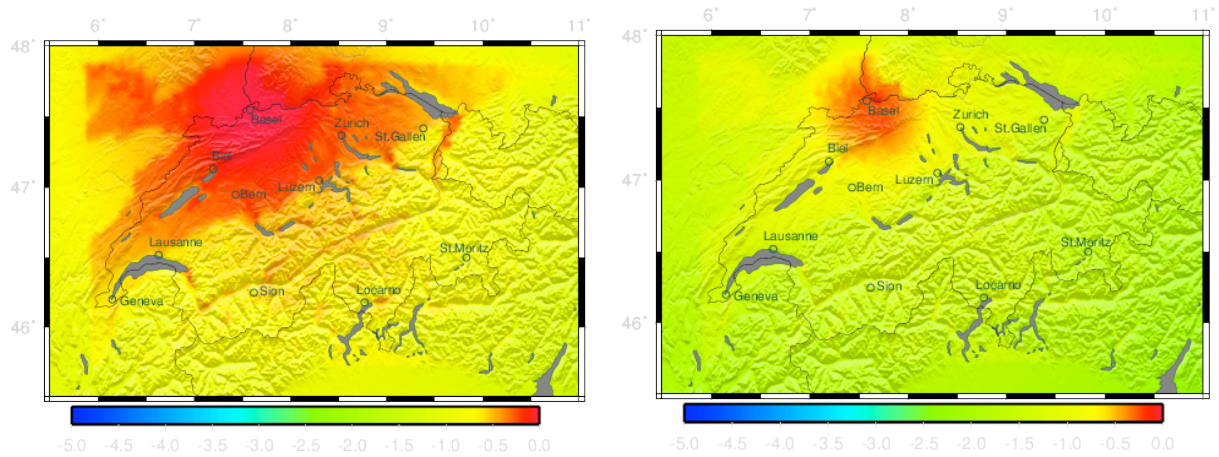 6° 7° 8° 9° 10° 11°
48°
Basel
Zurich
St.Gallen
Biel
47°
Bern
Luzern
Lausanne
St.Moritz
Geneva
Sion
Locarno
46°
-5.0 -4.5 -3.5 -3.0 -2.5 -2.0 -1.5 -1.0 -0.5 0.0
6° 7° 8° 9° 10° 11°
48°
Basel
Zurich
St.Gallen
Biel
47°
Bern
Luzern
Lausanne
St.Moritz
Geneva
Sion
Locarno
46°
-5.0 -4.5 -3.5 -3.0 -2.5 -2.0 -1.5 -1.0 -0.5 0.0